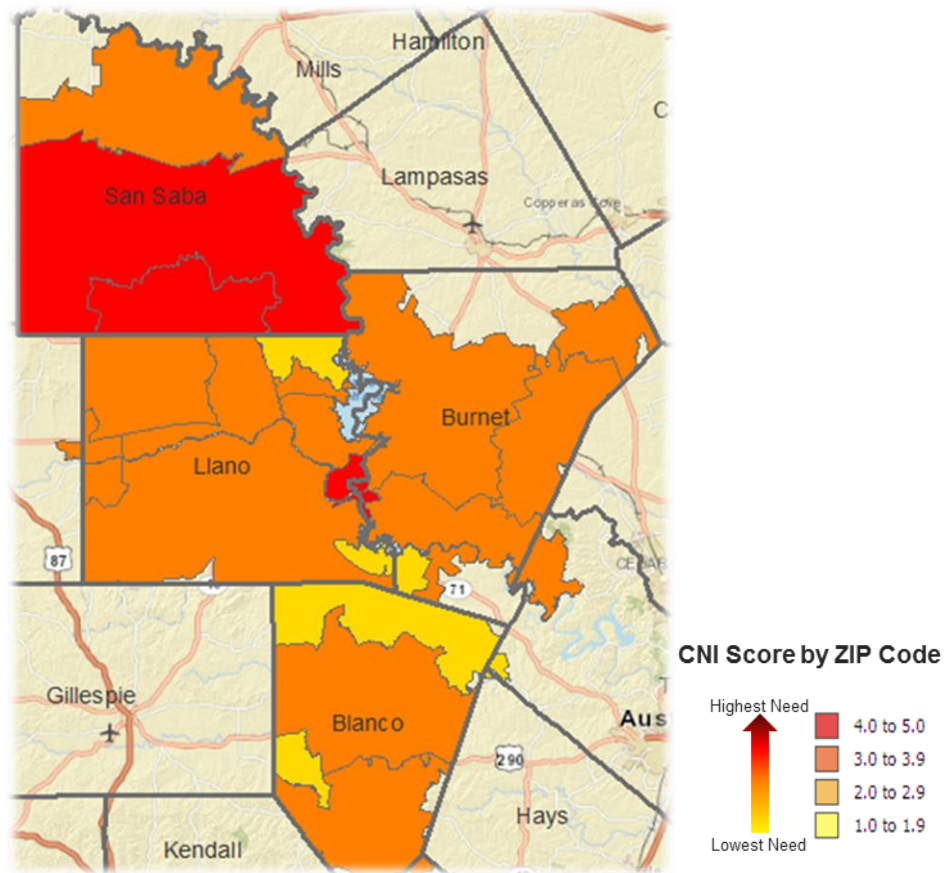 Hamilton
Mills
C
San Saba
Lampasas
Copperas Cove
Burnet
Llano
87
CEDAR
71
CNI Score by ZIP Code
Gillespie
Highest Need
Blanco
Aus
4.0 to 5.0
3.0 to 3.9
290
2.0 to 2.9
1.0 to 1.9
Hays
Lowest Need
Kendall